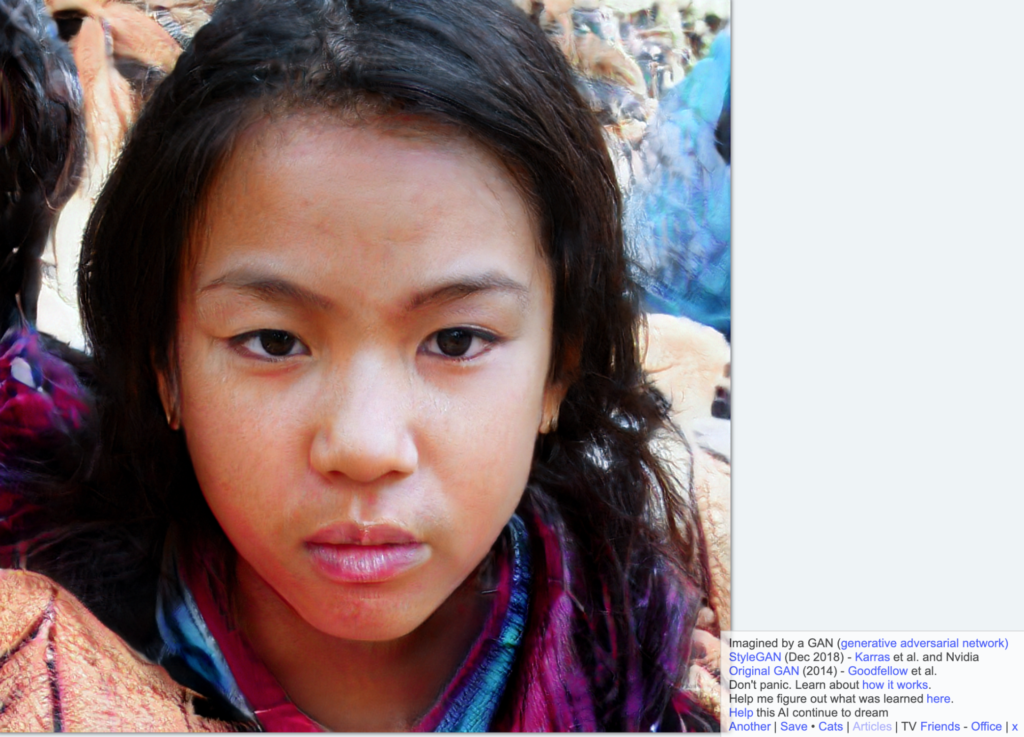 Imagined by a GAN (generative adversarial network)
StyleGAN (Dec 2018) - Karras et al. and Nvidia
Original GAN (2014) - Goodfellow et al.
Don't panic. Learn about how it works.
Help me figure out what was learned here.
Help this AI continue to dream
Another | Save • Cats | Articles | TV Friends - Office | x